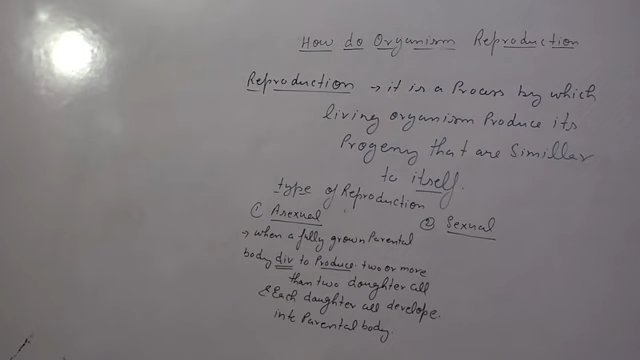 How do Organism Reproduction
Reproduction → it is a Process by which
living organism Produce its
Progeny that are Similler
to itself.
type of Reproduction
① Asexual ② Sexual
→ when a fully grown Parental
body div to Produce two or more
than two daughter cell
& Each daughter cell develope
into Parental body.